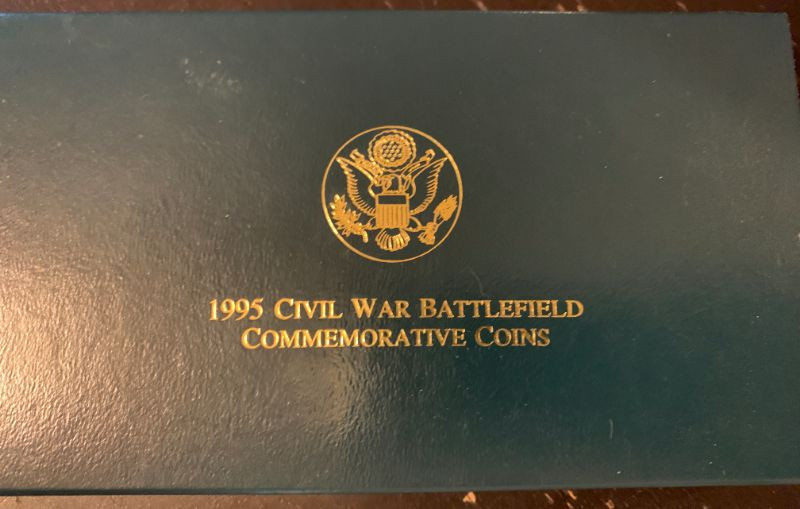 1995 CIVIL WAR BATTLEFIELD
COMMEMORATIVE COINS